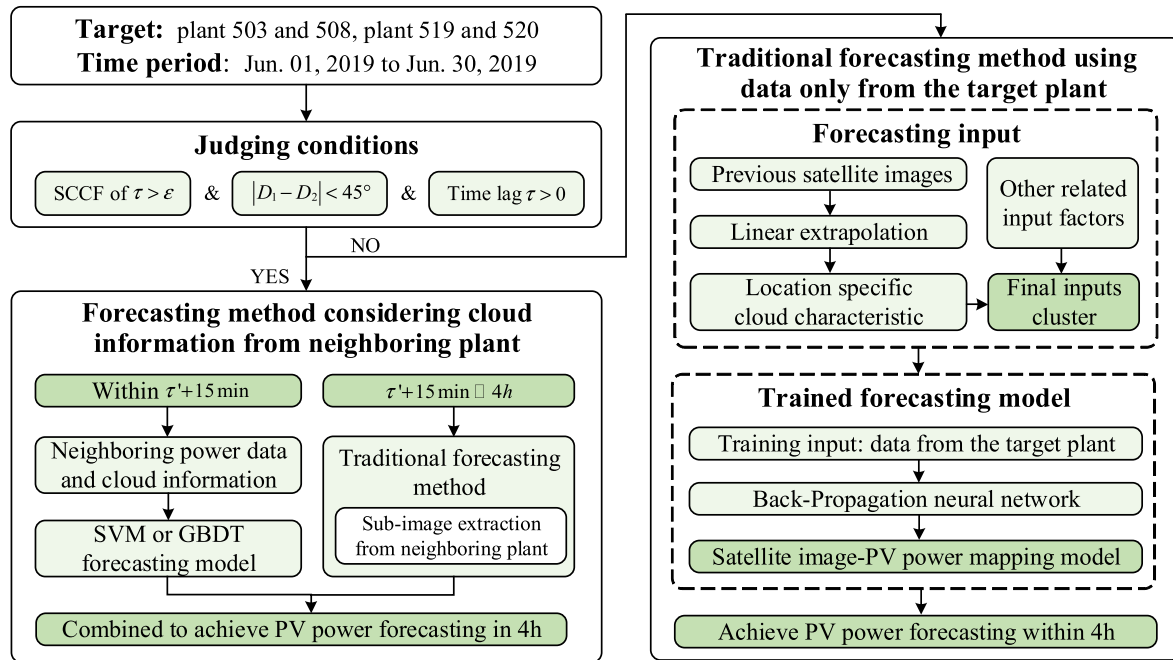 Target: plant 503 and 508, plant 519 and 520
Time period: Jun. 01, 2019 to Jun. 30, 2019
Judging conditions
SCCF of τ > ε & |D₁ − D₂| < 45° & Time lag τ > 0
NO
YES
Forecasting method considering cloud
information from neighboring plant
Within τ'+15 min
Neighboring power data
and cloud information
SVM or GBDT
forecasting model
τ'+15 min □ 4h
Traditional forecasting
method
Sub-image extraction
from neighboring plant
Combined to achieve PV power forecasting in 4h
Traditional forecasting method using
data only from the target plant
Forecasting input
Previous satellite images
Linear extrapolation
Location specific
cloud characteristic
Other related
input factors
Final inputs
cluster
Trained forecasting model
Training input: data from the target plant
Back-Propagation neural network
Satellite image-PV power mapping model
Achieve PV power forecasting within 4h